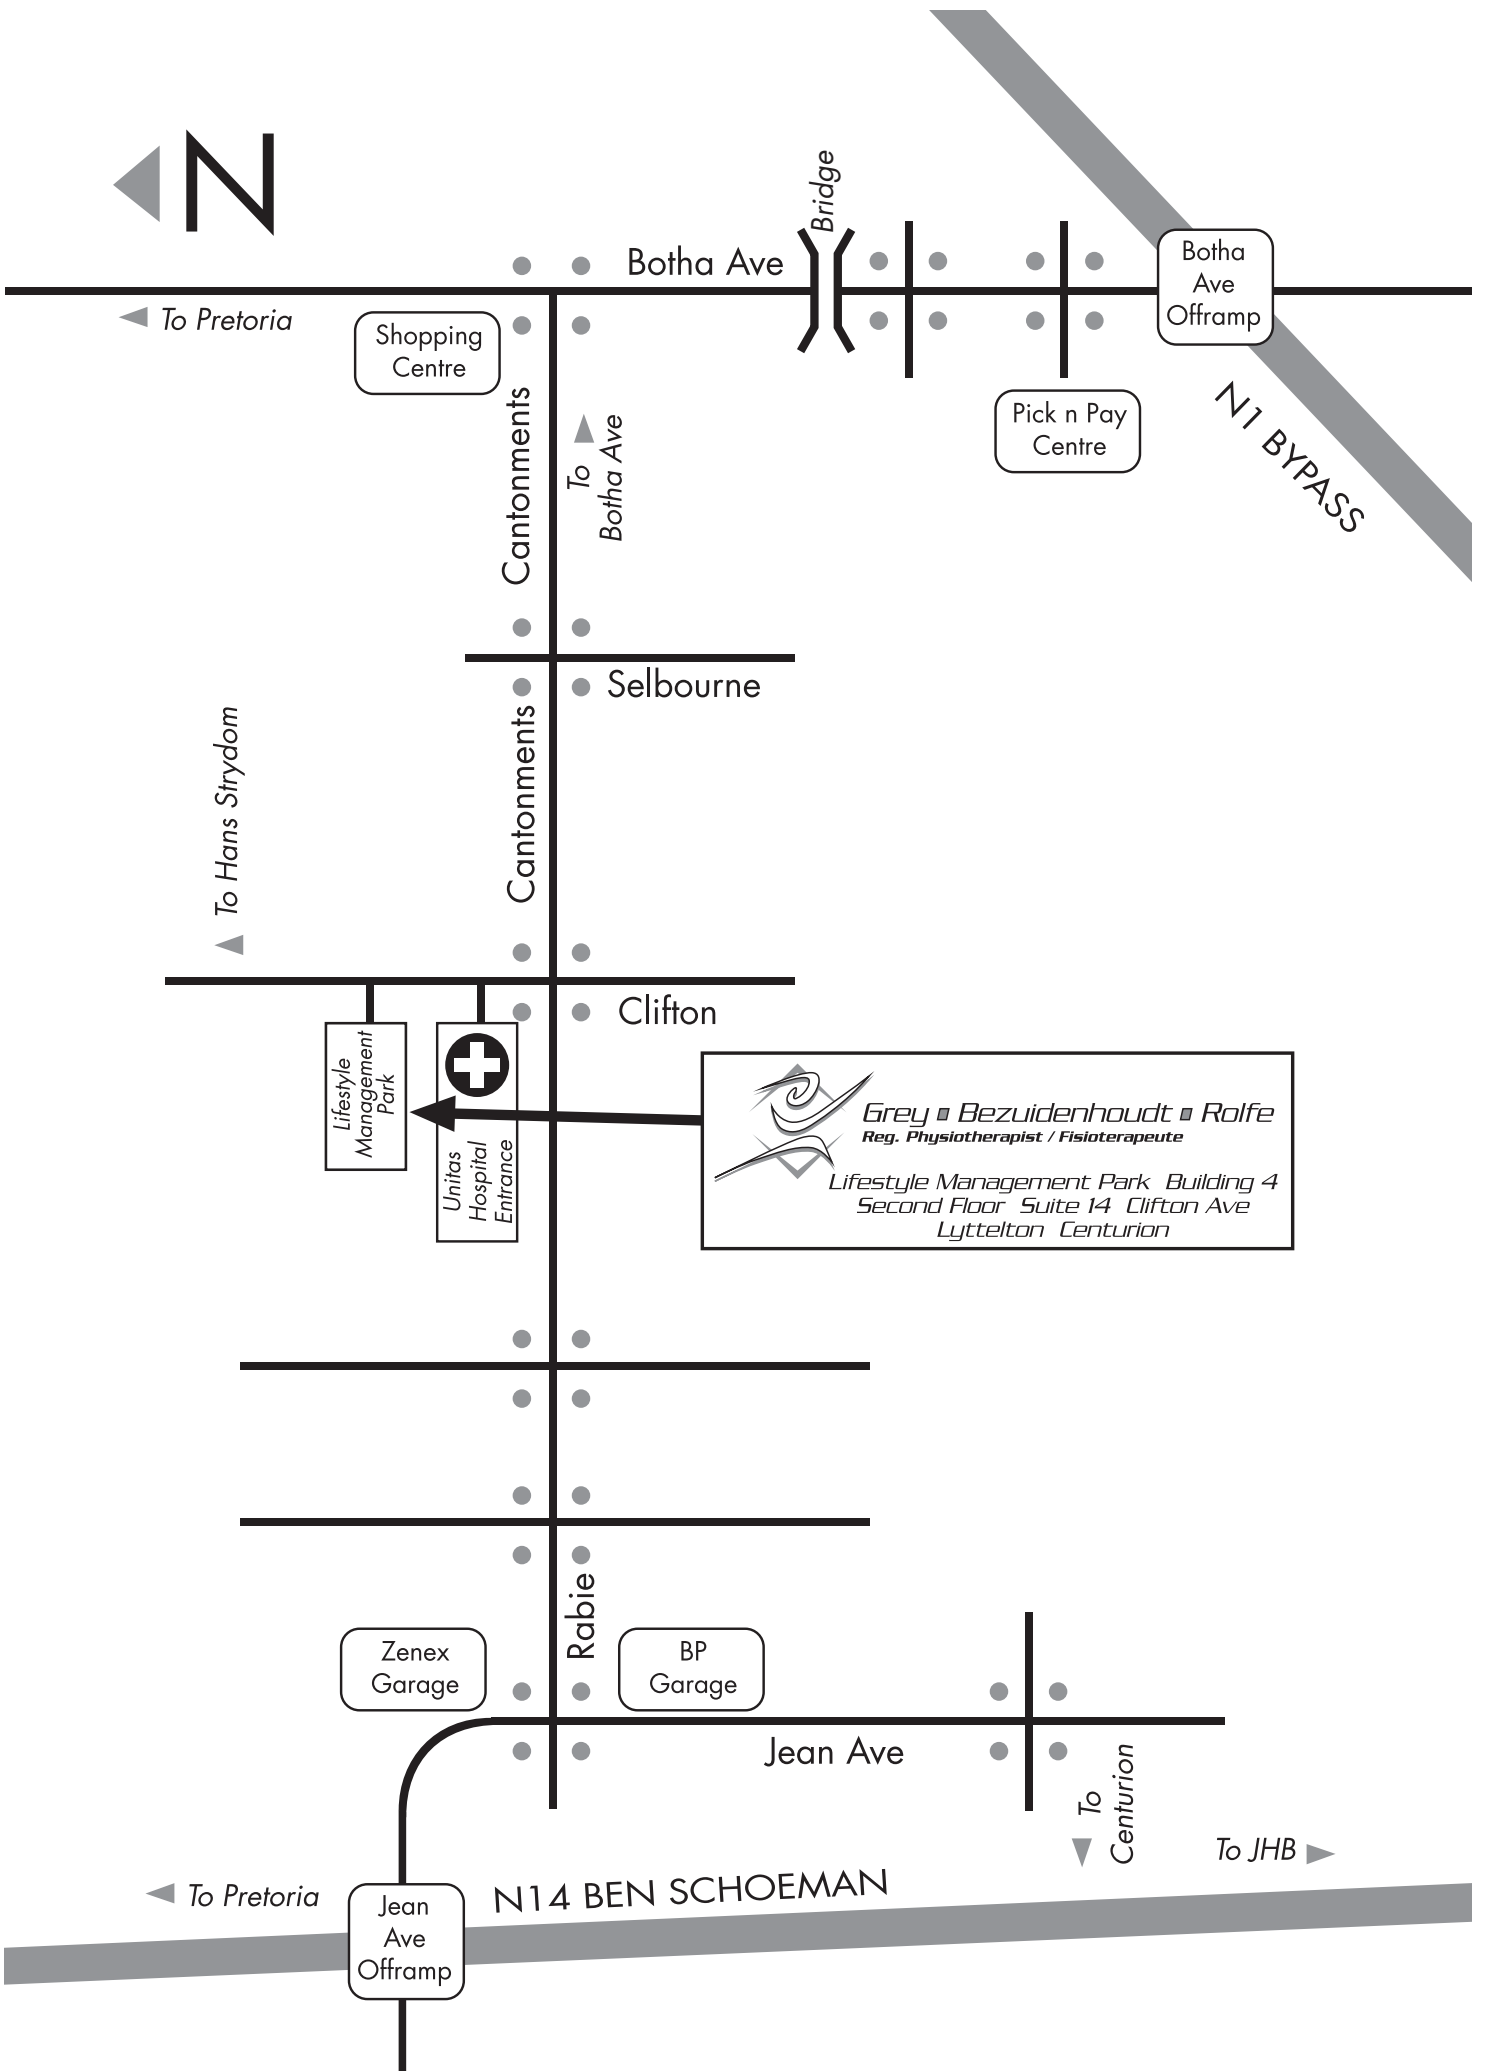 N
Bridge
Botha Ave
Botha
Ave
Offramp
To Pretoria
Shopping
Centre
Cantonments
To
Botha Ave
Pick n Pay
Centre
N1 BYPASS
Selbourne
To Hans Strydom
Cantonments
Clifton
Lifestyle
Management
Park
Unitas
Hospital
Entrance
Grey Bezuidenhoudt Rolfe
Reg. Physiotherapist / Fisioterapeute
Lifestyle Management Park Building 4
Second Floor Suite 14 Clifton Ave
Lyttelton Centurion
Rabie
Zenex
Garage
BP
Garage
Jean Ave
To
Centurion
To JHB
To Pretoria
N14 BEN SCHOEMAN
Jean
Ave
Offramp